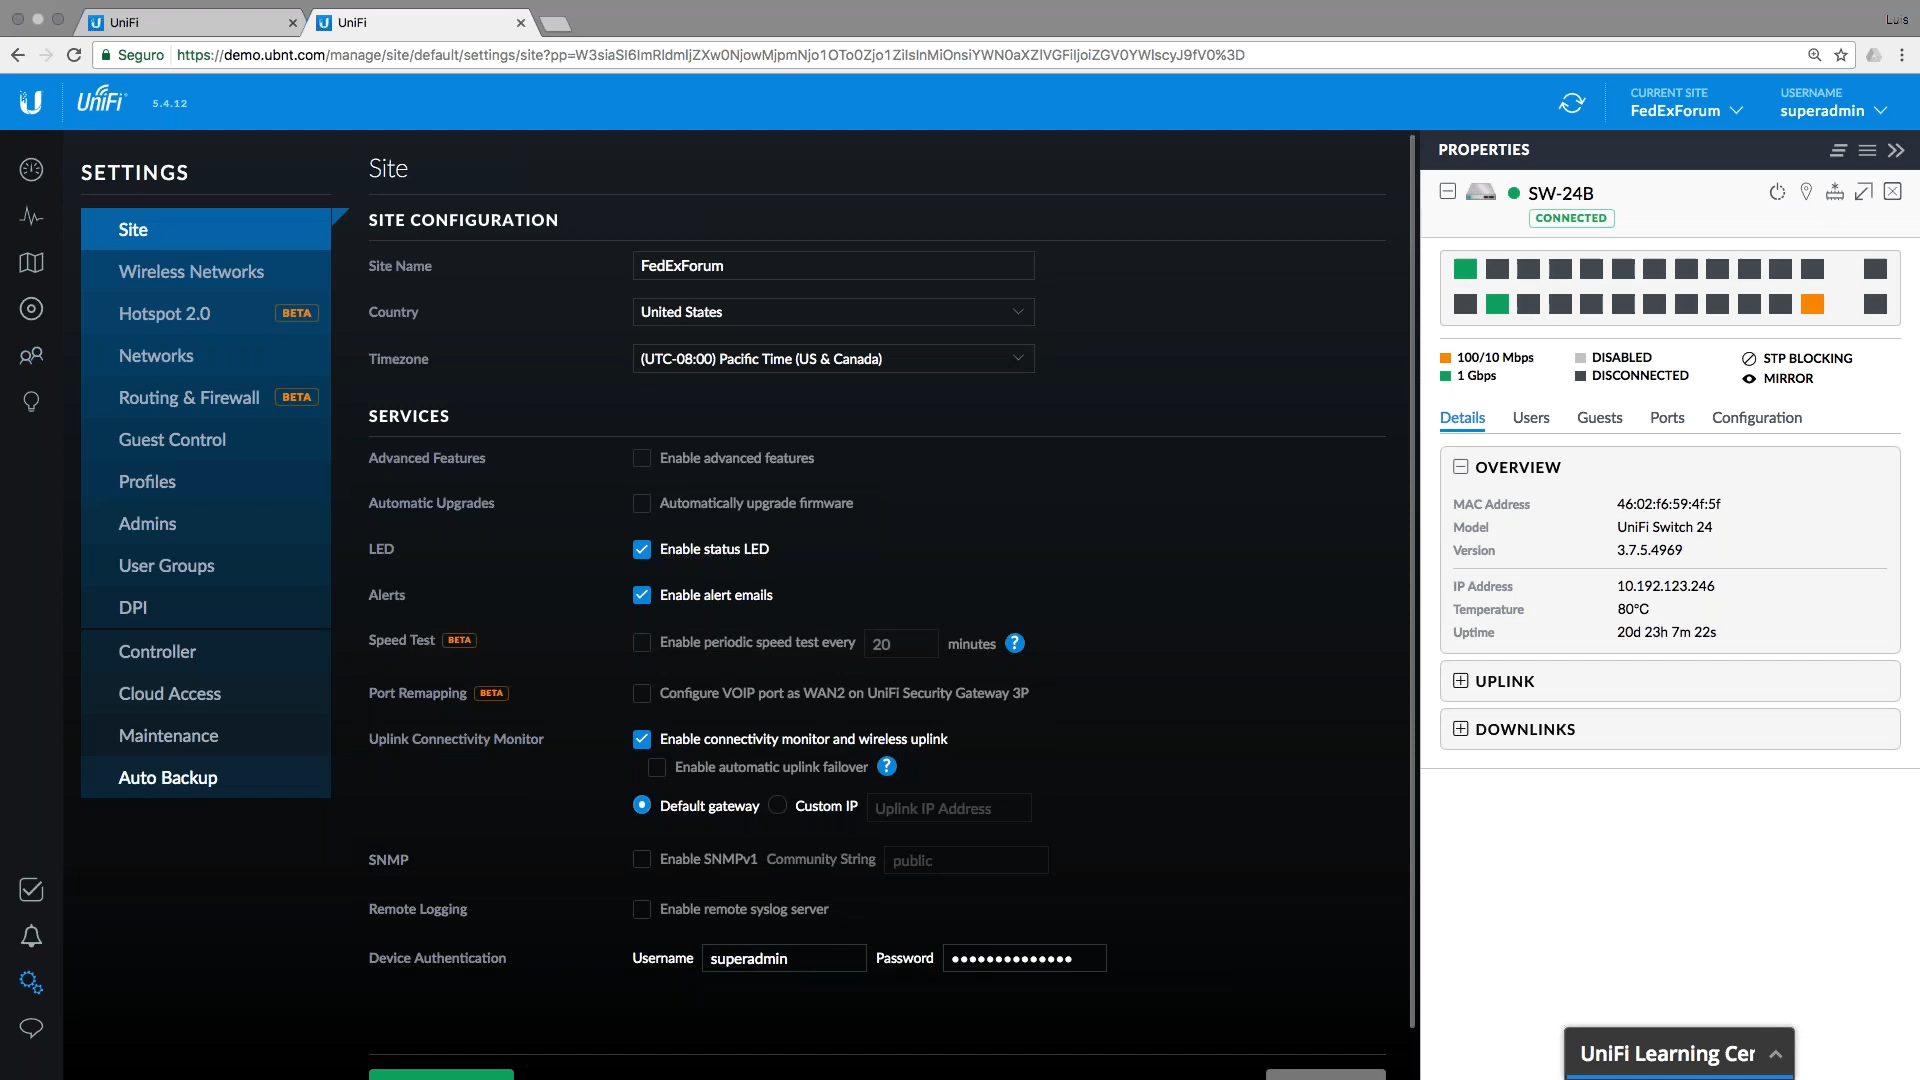 UniFi
UniFi
Luis
Seguro
https://demo.ubnt.com/manage/site/default/settings/site?pp=
UniFi 5.4.12
CURRENT SITE
FedExForum
USERNAME
superadmin
SETTINGS
Site
Wireless Networks
Hotspot 2.0 BETA
Networks
Routing & Firewall BETA
Guest Control
Profiles
Admins
User Groups
DPI
Controller
Cloud Access
Maintenance
Auto Backup
Site
SITE CONFIGURATION
Site Name FedExForum
Country United States
Timezone (UTC-08:00) Pacific Time (US & Canada)
SERVICES
Advanced Features Enable advanced features
Automatic Upgrades Automatically upgrade firmware
LED Enable status LED
Alerts Enable alert emails
Speed Test BETA Enable periodic speed test every 20 minutes ?
Port Remapping BETA Configure VOIP port as WAN2 on UniFi Security Gateway 3P
Uplink Connectivity Monitor Enable connectivity monitor and wireless uplink
Enable automatic uplink failover ?
Default gateway Custom IP Uplink IP Address
SNMP Enable SNMPv1 Community String public
Remote Logging Enable remote syslog server
Device Authentication Username superadmin Password ••••••••••••••
PROPERTIES
SW-24B
CONNECTED
100/10 Mbps DISABLED STP BLOCKING
1 Gbps DISCONNECTED MIRROR
Details Users Guests Ports Configuration
OVERVIEW
MAC Address 46:02:f6:59:4f:5f
Model UniFi Switch 24
Version 3.7.5.4969
IP Address 10.192.123.246
Temperature 80°C
Uptime 20d 23h 7m 22s
UPLINK
DOWNLINKS
UniFi Learning Cer